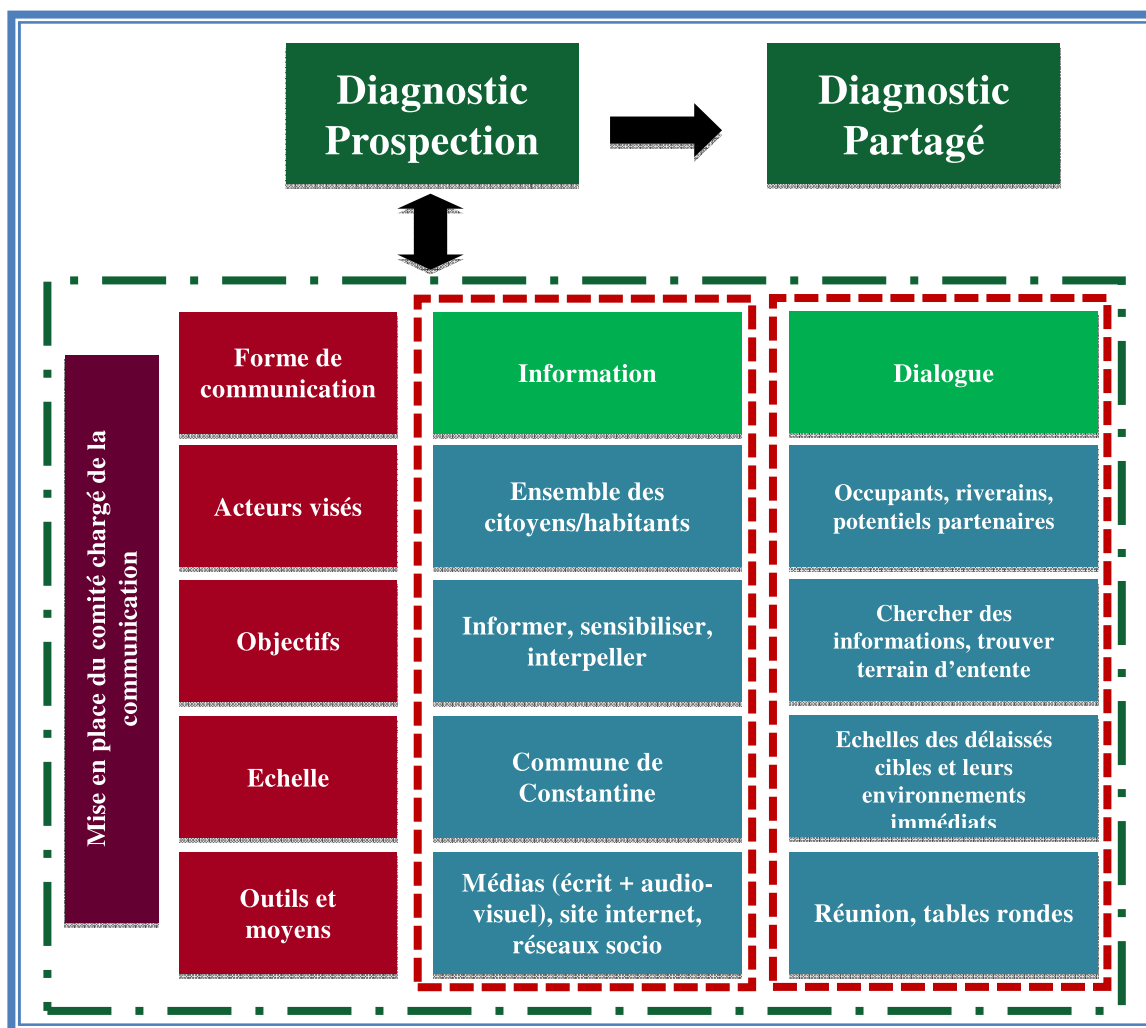 Diagnostic
Prospection
Diagnostic
Partagé
Mise en place du comité chargé de la
communication
Forme de
communication
Information
Dialogue
Acteurs visés
Ensemble des
citoyens/habitants
Occupants, riverains,
potentiels partenaires
Objectifs
Informer, sensibiliser,
interpeller
Chercher des
informations, trouver
terrain d’entente
Echelle
Commune de
Constantine
Echelles des délaissés
cibles et leurs
environnements
immédiats
Outils et
moyens
Médias (écrit + audio-
visuel), site internet,
réseaux socio
Réunion, tables rondes